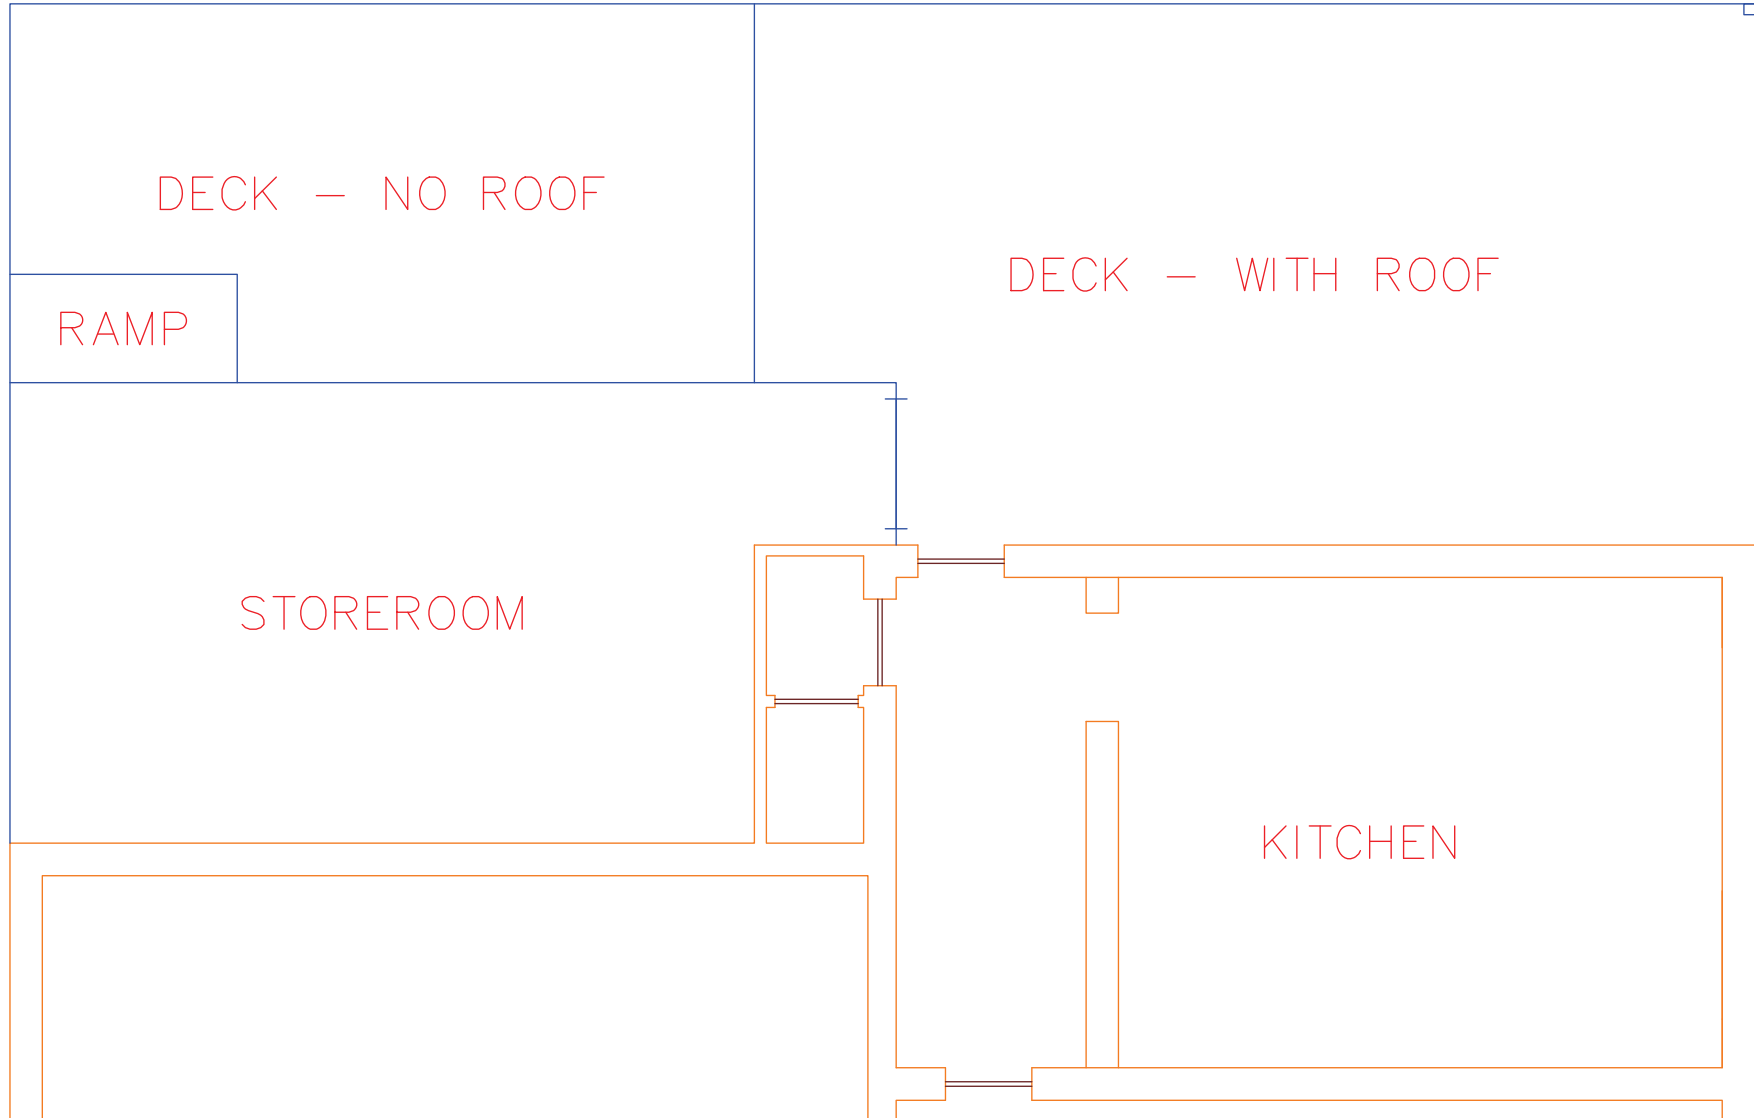 DECK - NO ROOF
DECK - WITH ROOF
RAMP
STOREROOM
KITCHEN